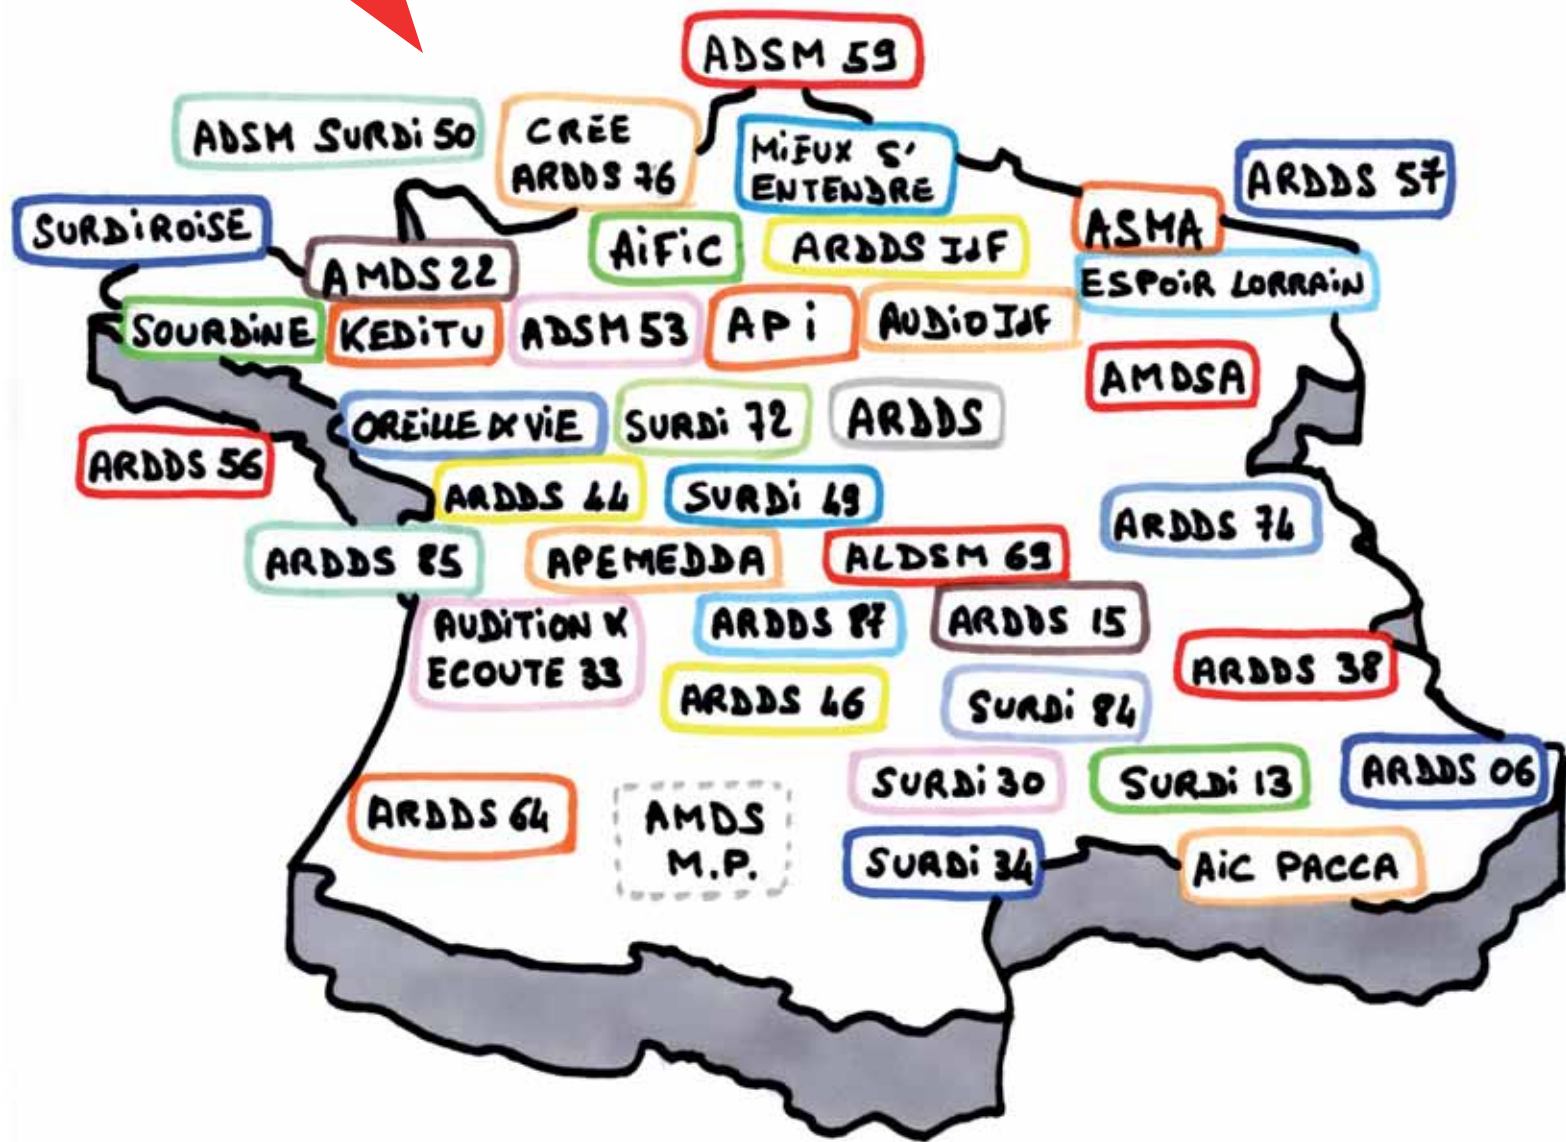 ADSM 59
ADSM SURDi 50
CRÉE
ARDDS 76
MiEUX S'
ENTENDRE
ARDDS 57
SURDiROiSE
AMDS 22
AiFiC
ARDDS IdF
ASMA
ESPOiR LORRAiN
SOURDiNE
KEDiTU
ADSM 53
APi
AUDiO IdF
AMDSA
OREiLLE & ViE
SURDi 72
ARDDS
ARDDS 56
ARDDS 44
SURDi 49
ARDDS 74
ARDDS 85
APEMEDDA
ALDSM 69
AUDiTiON &
ECOUTE 33
ARDDS 87
ARDDS 15
ARDDS 38
ARDDS 46
SURDi 84
SURDi 30
SURDi 13
ARDDS 06
ARDDS 64
AMDS
M.P.
SURDi 34
AiC PACCA